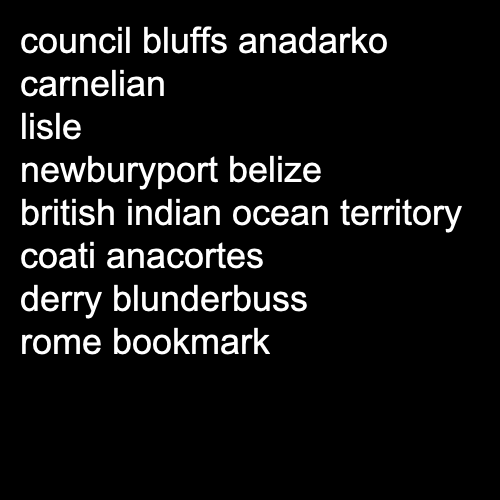 council bluffs anadarko
carnelian
lisle
newburyport belize
british indian ocean territory
coati anacortes
derry blunderbuss
rome bookmark